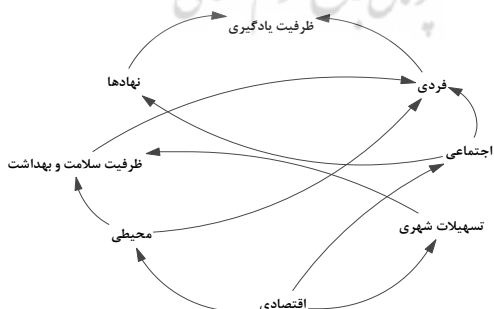 ظرفیت یادگیری
نهادها
فردی
اجتماعی
ظرفیت سلامت و بهداشت
تسهیلات شهری
محیطی
اقتصادی